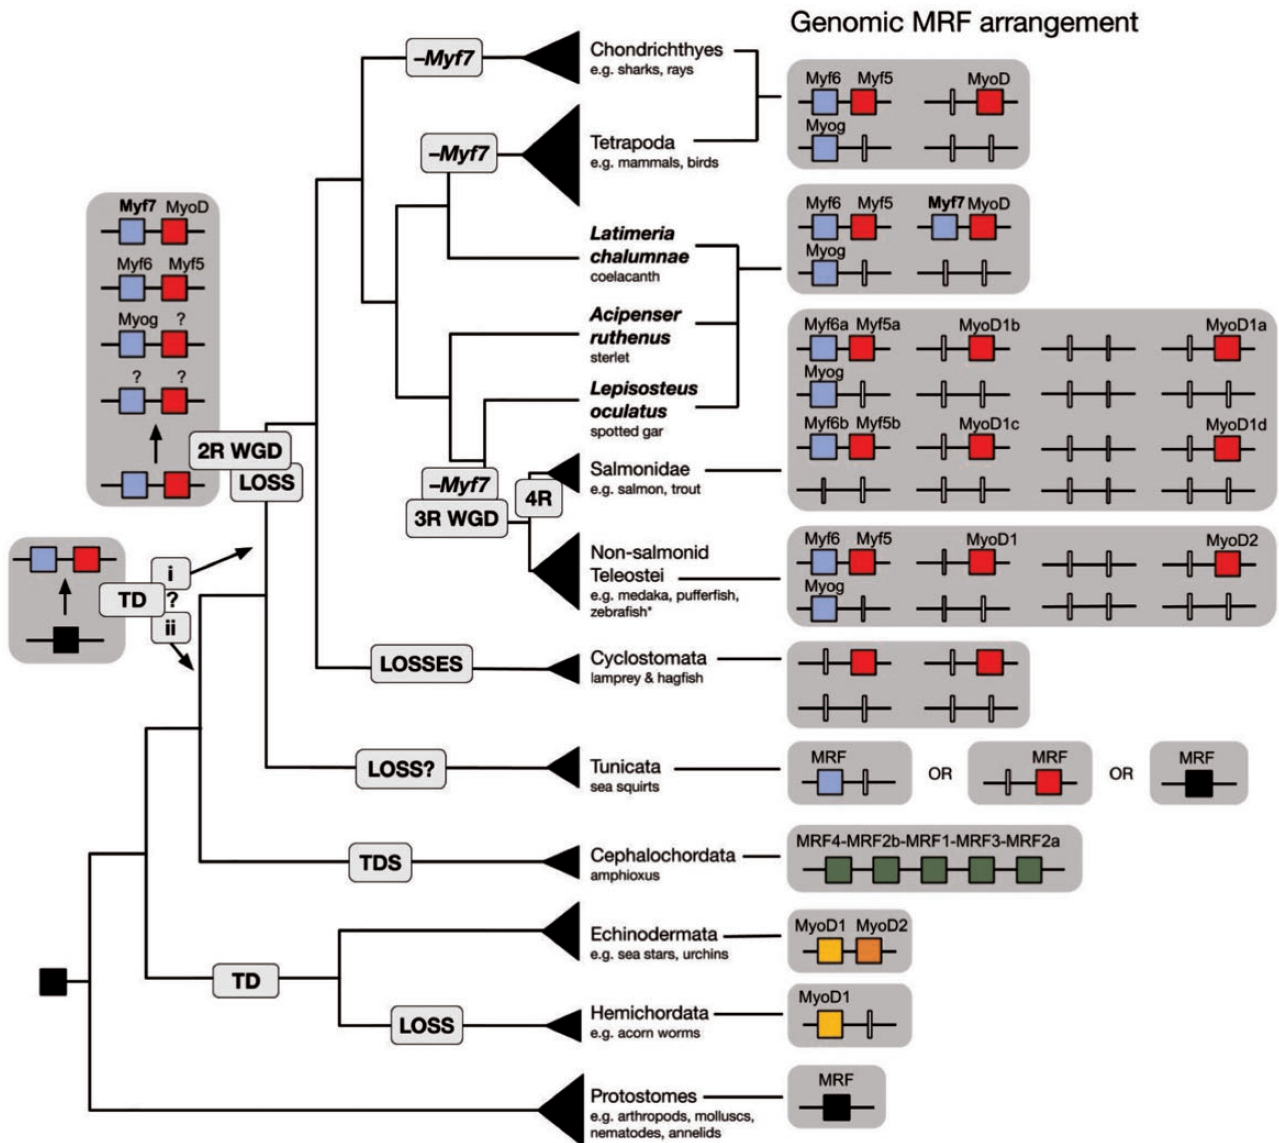 Genomic MRF arrangement
–Myf7
Chondrichthyes
e.g. sharks, rays
Myf6 Myf5 MyoD
Myog
–Myf7
Tetrapoda
e.g. mammals, birds
Myf7 MyoD
Myf6 Myf5
Myog ?
? ?
Latimeria
chalumnae
coelacanth
Myf6 Myf5 Myf7 MyoD
Myog
Acipenser
ruthenus
sterlet
Lepisosteus
oculatus
spotted gar
Myf6a Myf5a MyoD1b MyoD1a
Myog
Myf6b Myf5b MyoD1c MyoD1d
2R WGD
LOSS
–Myf7
3R WGD
4R
Salmonidae
e.g. salmon, trout
Non-salmonid
Teleostei
e.g. medaka, pufferfish,
zebrafish*
Myf6 Myf5 MyoD1 MyoD2
Myog
i
TD ?
ii
LOSSES
Cyclostomata
lamprey & hagfish
LOSS?
Tunicata
sea squirts
MRF OR MRF OR MRF
TDS
Cephalochordata
amphioxus
MRF4-MRF2b-MRF1-MRF3-MRF2a
Echinodermata
e.g. sea stars, urchins
MyoD1 MyoD2
TD
LOSS
Hemichordata
e.g. acorn worms
MyoD1
Protostomes
e.g. arthropods, molluscs,
nematodes, annelids
MRF